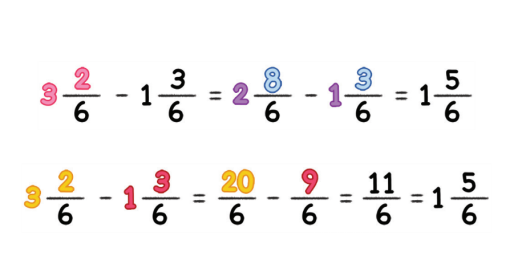 3 2/6 - 1 3/6 = 2 8/6 - 1 3/6 = 1 5/6
3 2/6 - 1 3/6 = 20/6 - 9/6 = 11/6 = 1 5/6